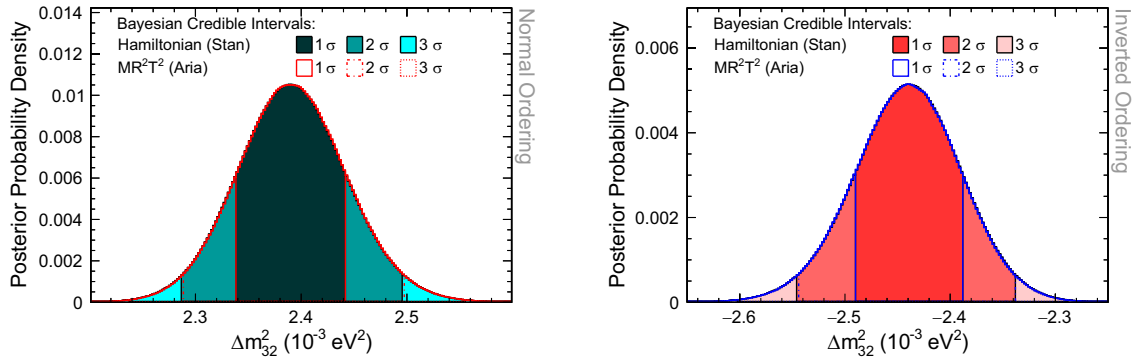 Bayesian Credible Intervals:
Hamiltonian (Stan) 1 σ 2 σ 3 σ
MR²T² (Aria) 1 σ 2 σ 3 σ
Normal Ordering
Posterior Probability Density
0.014
0.012
0.01
0.008
0.006
0.004
0.002
0
2.3 2.4 2.5
Δm²₃₂ (10⁻³ eV²)
Bayesian Credible Intervals:
Hamiltonian (Stan) 1 σ 2 σ 3 σ
MR²T² (Aria) 1 σ 2 σ 3 σ
Inverted Ordering
Posterior Probability Density
0.006
0.004
0.002
0
−2.6 −2.5 −2.4 −2.3
Δm²₃₂ (10⁻³ eV²)